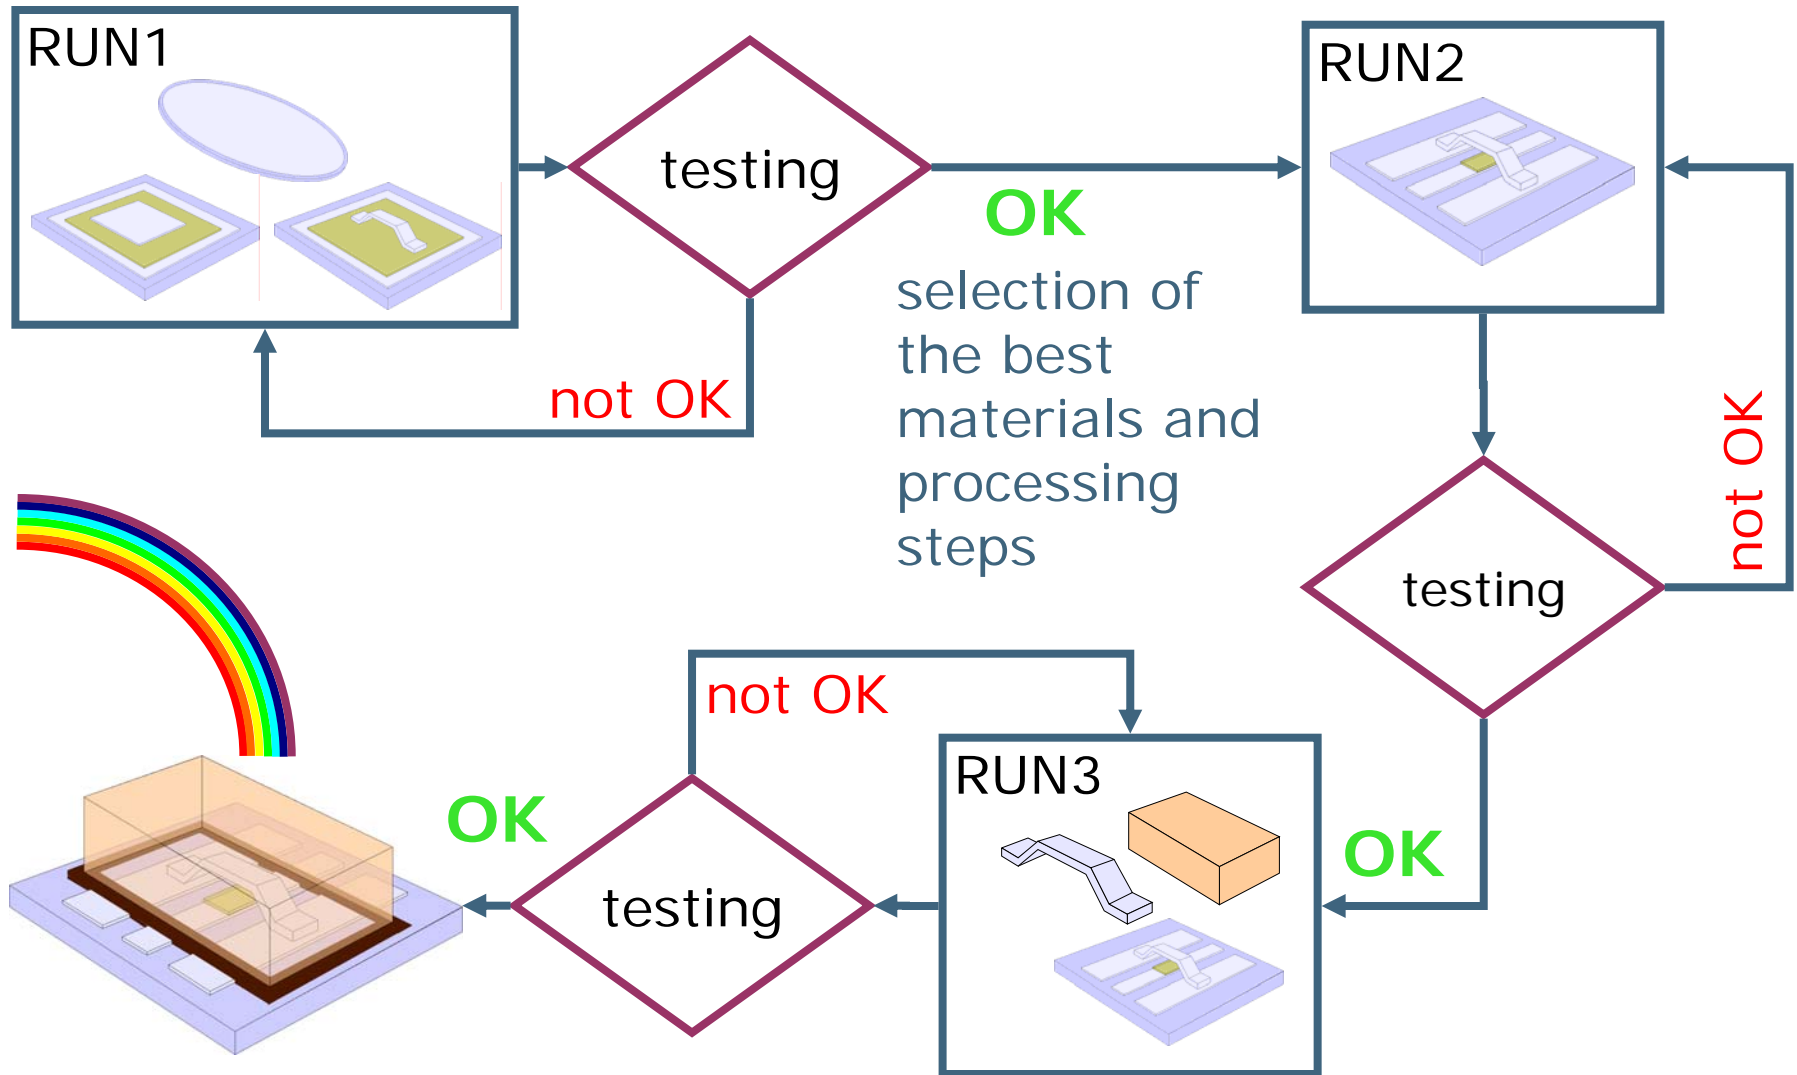 RUN1
testing
OK
selection of
the best
materials and
processing
steps
not OK
RUN2
not OK
testing
OK
RUN3
not OK
testing
OK